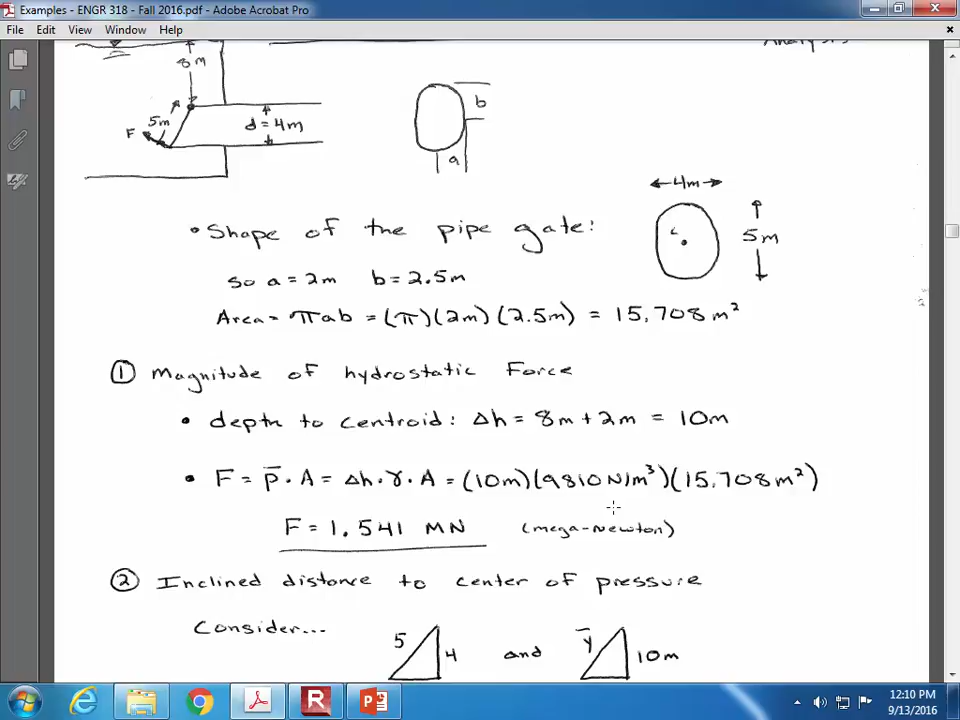 Examples - ENGR 318 - Fall 2016.pdf - Adobe Acrobat Pro
File Edit View Window Help
Analysis
8m
5m
F
d = 4m
b
a
4m
5m
c
• Shape of the pipe gate:
so a = 2m b = 2.5m
Area = πab = (π)(2m)(2.5m) = 15.708 m²
① Magnitude of hydrostatic Force
• depth to centroid: Δh = 8m + 2m = 10m
• F = p̅ · A = Δh · γ · A = (10m)(9810 N/m³)(15.708 m²)
F = 1.541 MN (mega-Newton)
② Inclined distance to center of pressure
Consider...
5 4 and y̅ 10m
12:10 PM
9/13/2016